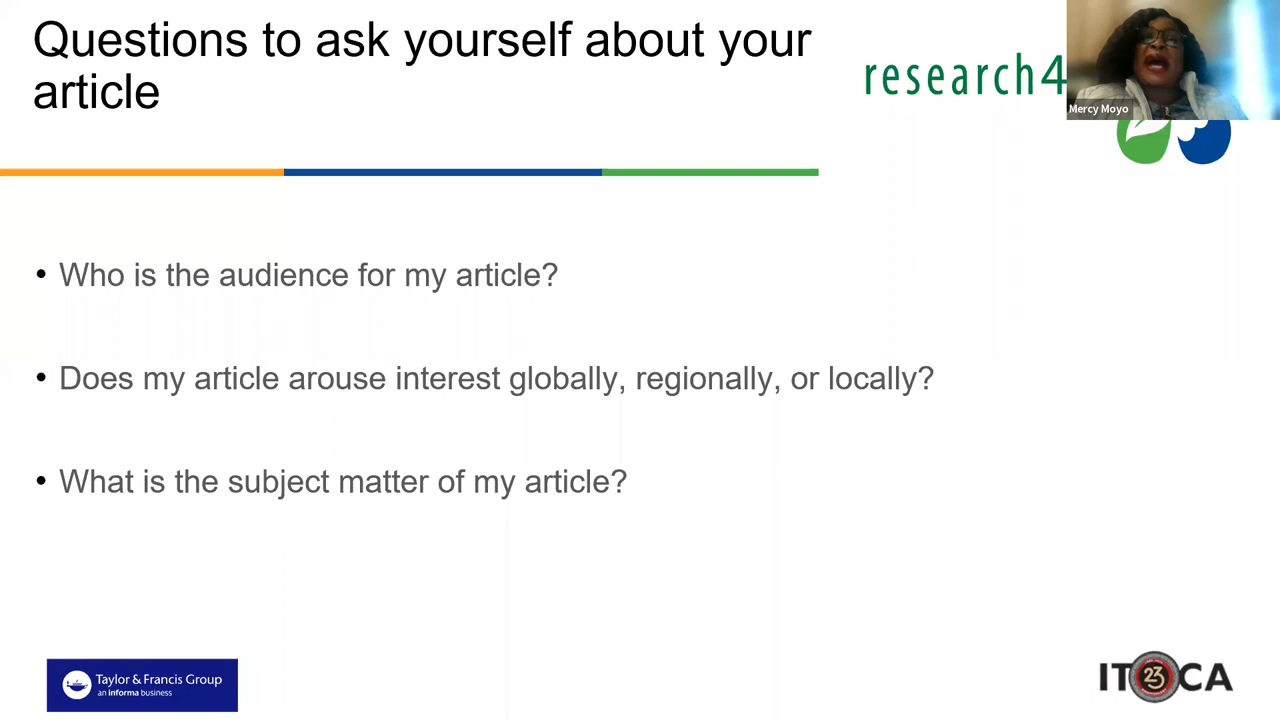 Questions to ask yourself about your
article
research4
Mercy Moyo
• Who is the audience for my article?
• Does my article arouse interest globally, regionally, or locally?
• What is the subject matter of my article?
Taylor & Francis Group
an informa business
ITOCA
23